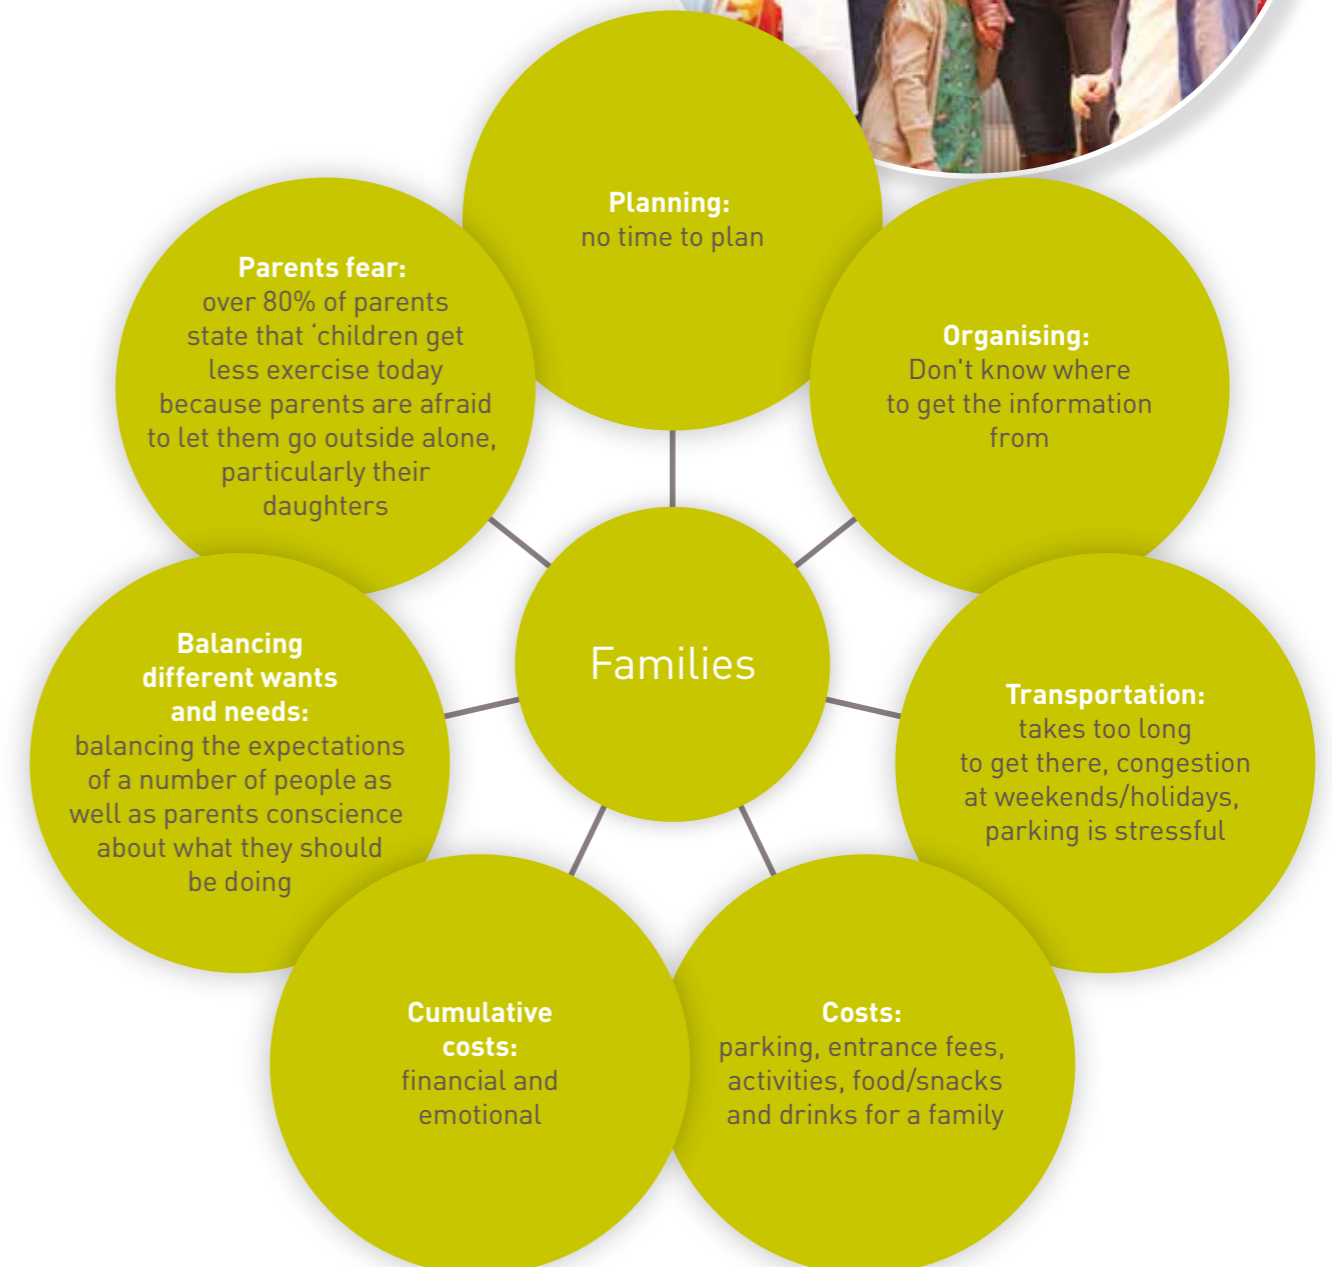 Planning:
no time to plan
Organising:
Don't know where
to get the information
from
Transportation:
takes too long
to get there, congestion
at weekends/holidays,
parking is stressful
Costs:
parking, entrance fees,
activities, food/snacks
and drinks for a family
Cumulative
costs:
financial and
emotional
Balancing
different wants
and needs:
balancing the expectations
of a number of people as
well as parents conscience
about what they should
be doing
Parents fear:
over 80% of parents
state that ‘children get
less exercise today
because parents are afraid
to let them go outside alone,
particularly their
daughters
Families